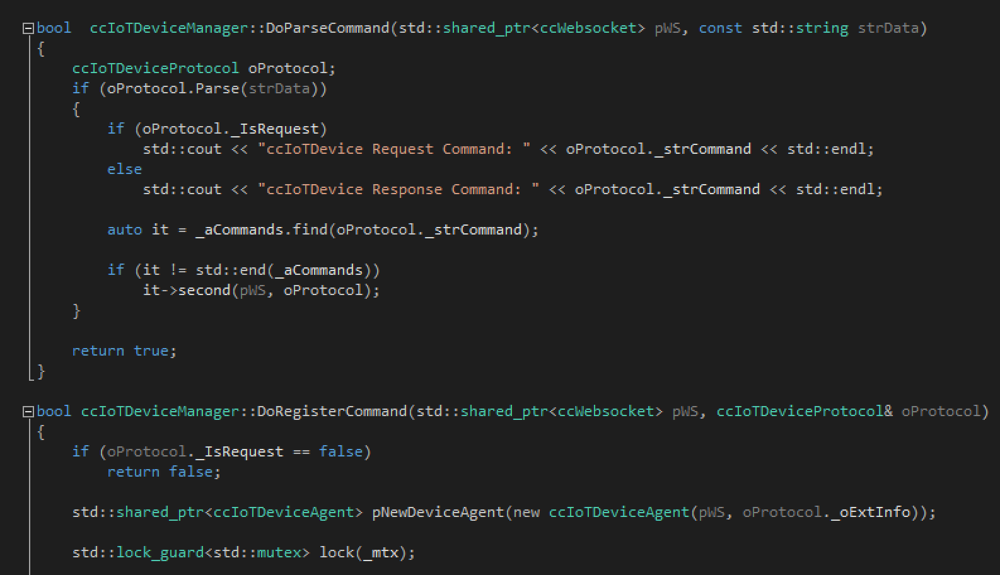 bool  ccIoTDeviceManager::DoParseCommand(std::shared_ptr<ccWebsocket> pWS, const std::string strData)
{
    ccIoTDeviceProtocol oProtocol;
    if (oProtocol.Parse(strData))
    {
        if (oProtocol._IsRequest)
            std::cout << "ccIoTDevice Request Command: " << oProtocol._strCommand << std::endl;
        else
            std::cout << "ccIoTDevice Response Command: " << oProtocol._strCommand << std::endl;

        auto it = _aCommands.find(oProtocol._strCommand);

        if (it != std::end(_aCommands))
            it->second(pWS, oProtocol);
    }

    return true;
}

bool ccIoTDeviceManager::DoRegisterCommand(std::shared_ptr<ccWebsocket> pWS, ccIoTDeviceProtocol& oProtocol)
{
    if (oProtocol._IsRequest == false)
        return false;

    std::shared_ptr<ccIoTDeviceAgent> pNewDeviceAgent(new ccIoTDeviceAgent(pWS, oProtocol._oExtInfo));

    std::lock_guard<std::mutex> lock(_mtx);